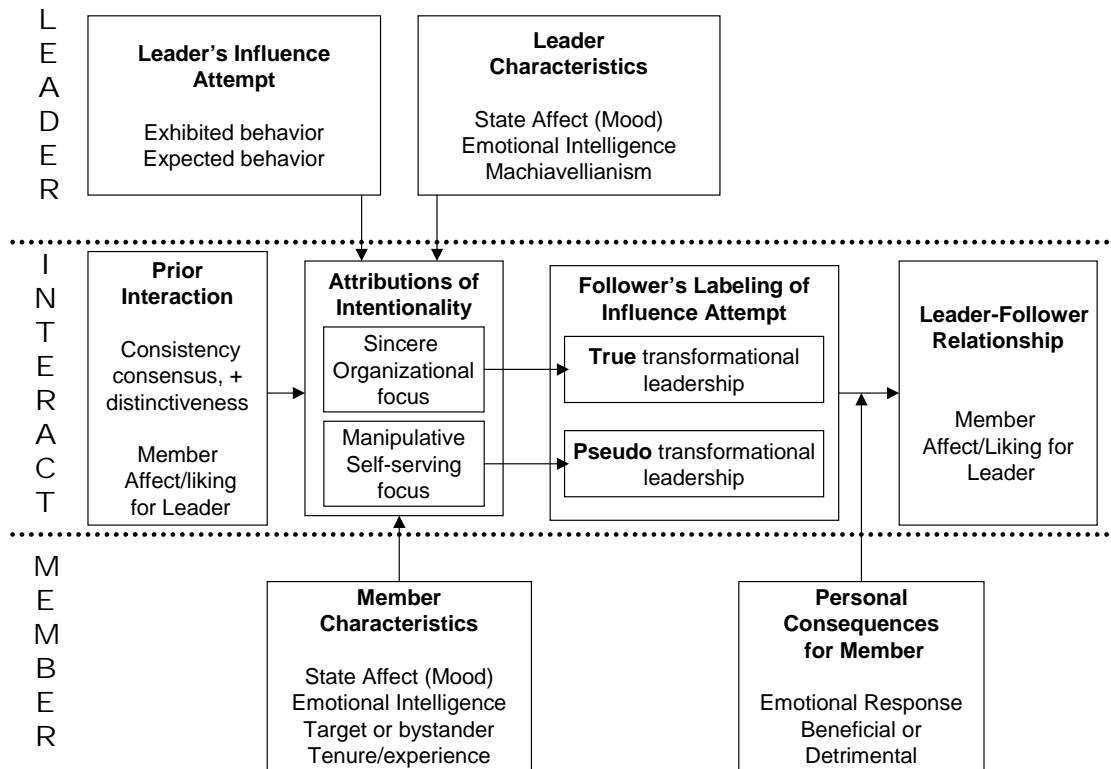 LEADER
Leader's Influence
Attempt
Exhibited behavior
Expected behavior
Leader
Characteristics
State Affect (Mood)
Emotional Intelligence
Machiavellianism
INTERACT
Prior
Interaction
Consistency
consensus, +
distinctiveness
Member
Affect/liking
for Leader
Attributions of
Intentionality
Sincere
Organizational
focus
Manipulative
Self-serving
focus
Follower's Labeling of
Influence Attempt
True transformational
leadership
Pseudo transformational
leadership
Leader-Follower
Relationship
Member
Affect/Liking for
Leader
MEMBER
Member
Characteristics
State Affect (Mood)
Emotional Intelligence
Target or bystander
Tenure/experience
Personal
Consequences
for Member
Emotional Response
Beneficial or
Detrimental